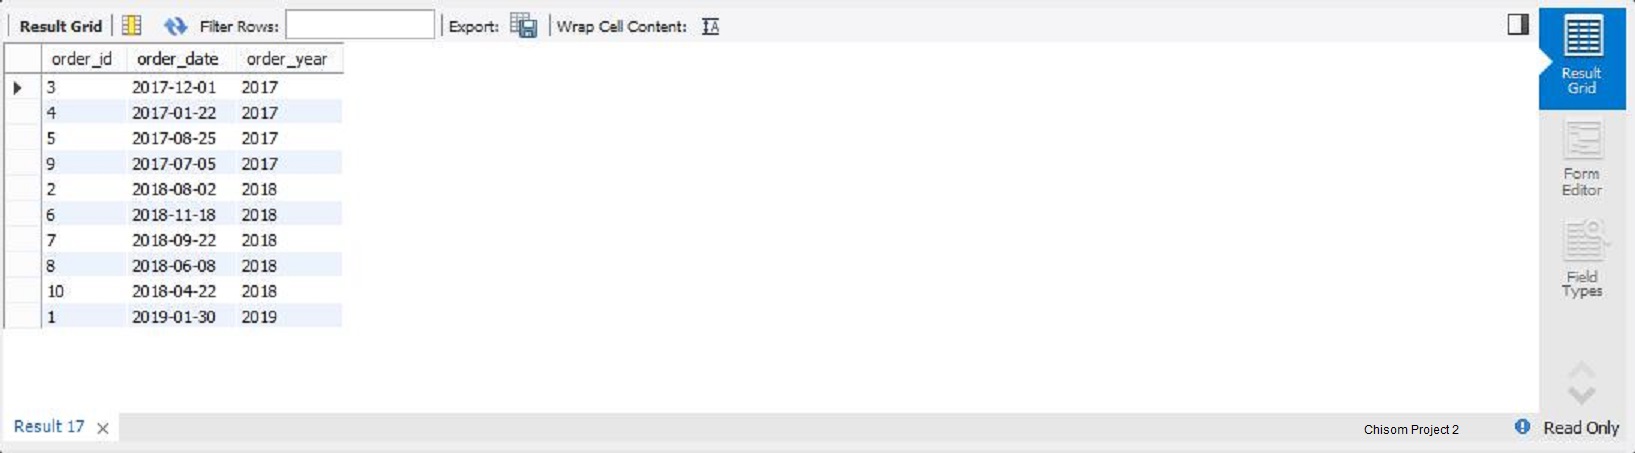 Result Grid Filter Rows: Export: Wrap Cell Content: IA
order_id order_date order_year
3 2017-12-01 2017
4 2017-01-22 2017
5 2017-08-25 2017
9 2017-07-05 2017
2 2018-08-02 2018
6 2018-11-18 2018
7 2018-09-22 2018
8 2018-06-08 2018
10 2018-04-22 2018
1 2019-01-30 2019
Result
Grid
Form
Editor
Field
Types
Result 17 ×
Chisom Project 2
Read Only